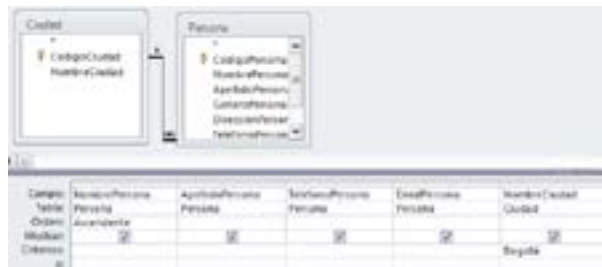 Ciudad
CodigoCiudad
NombreCiudad
Persona
CodigoPersona
NombrePersona
ApellidoPersona
GeneroPersona
DireccionPersona
TelefonoPersona
Campo: NombrePersona ApellidoPersona TelefonoPersona EmailPersona NombreCiudad
Tabla: Persona Persona Persona Persona Ciudad
Orden: Ascendente
Mostrar:
Criterios: Bogotá
O: